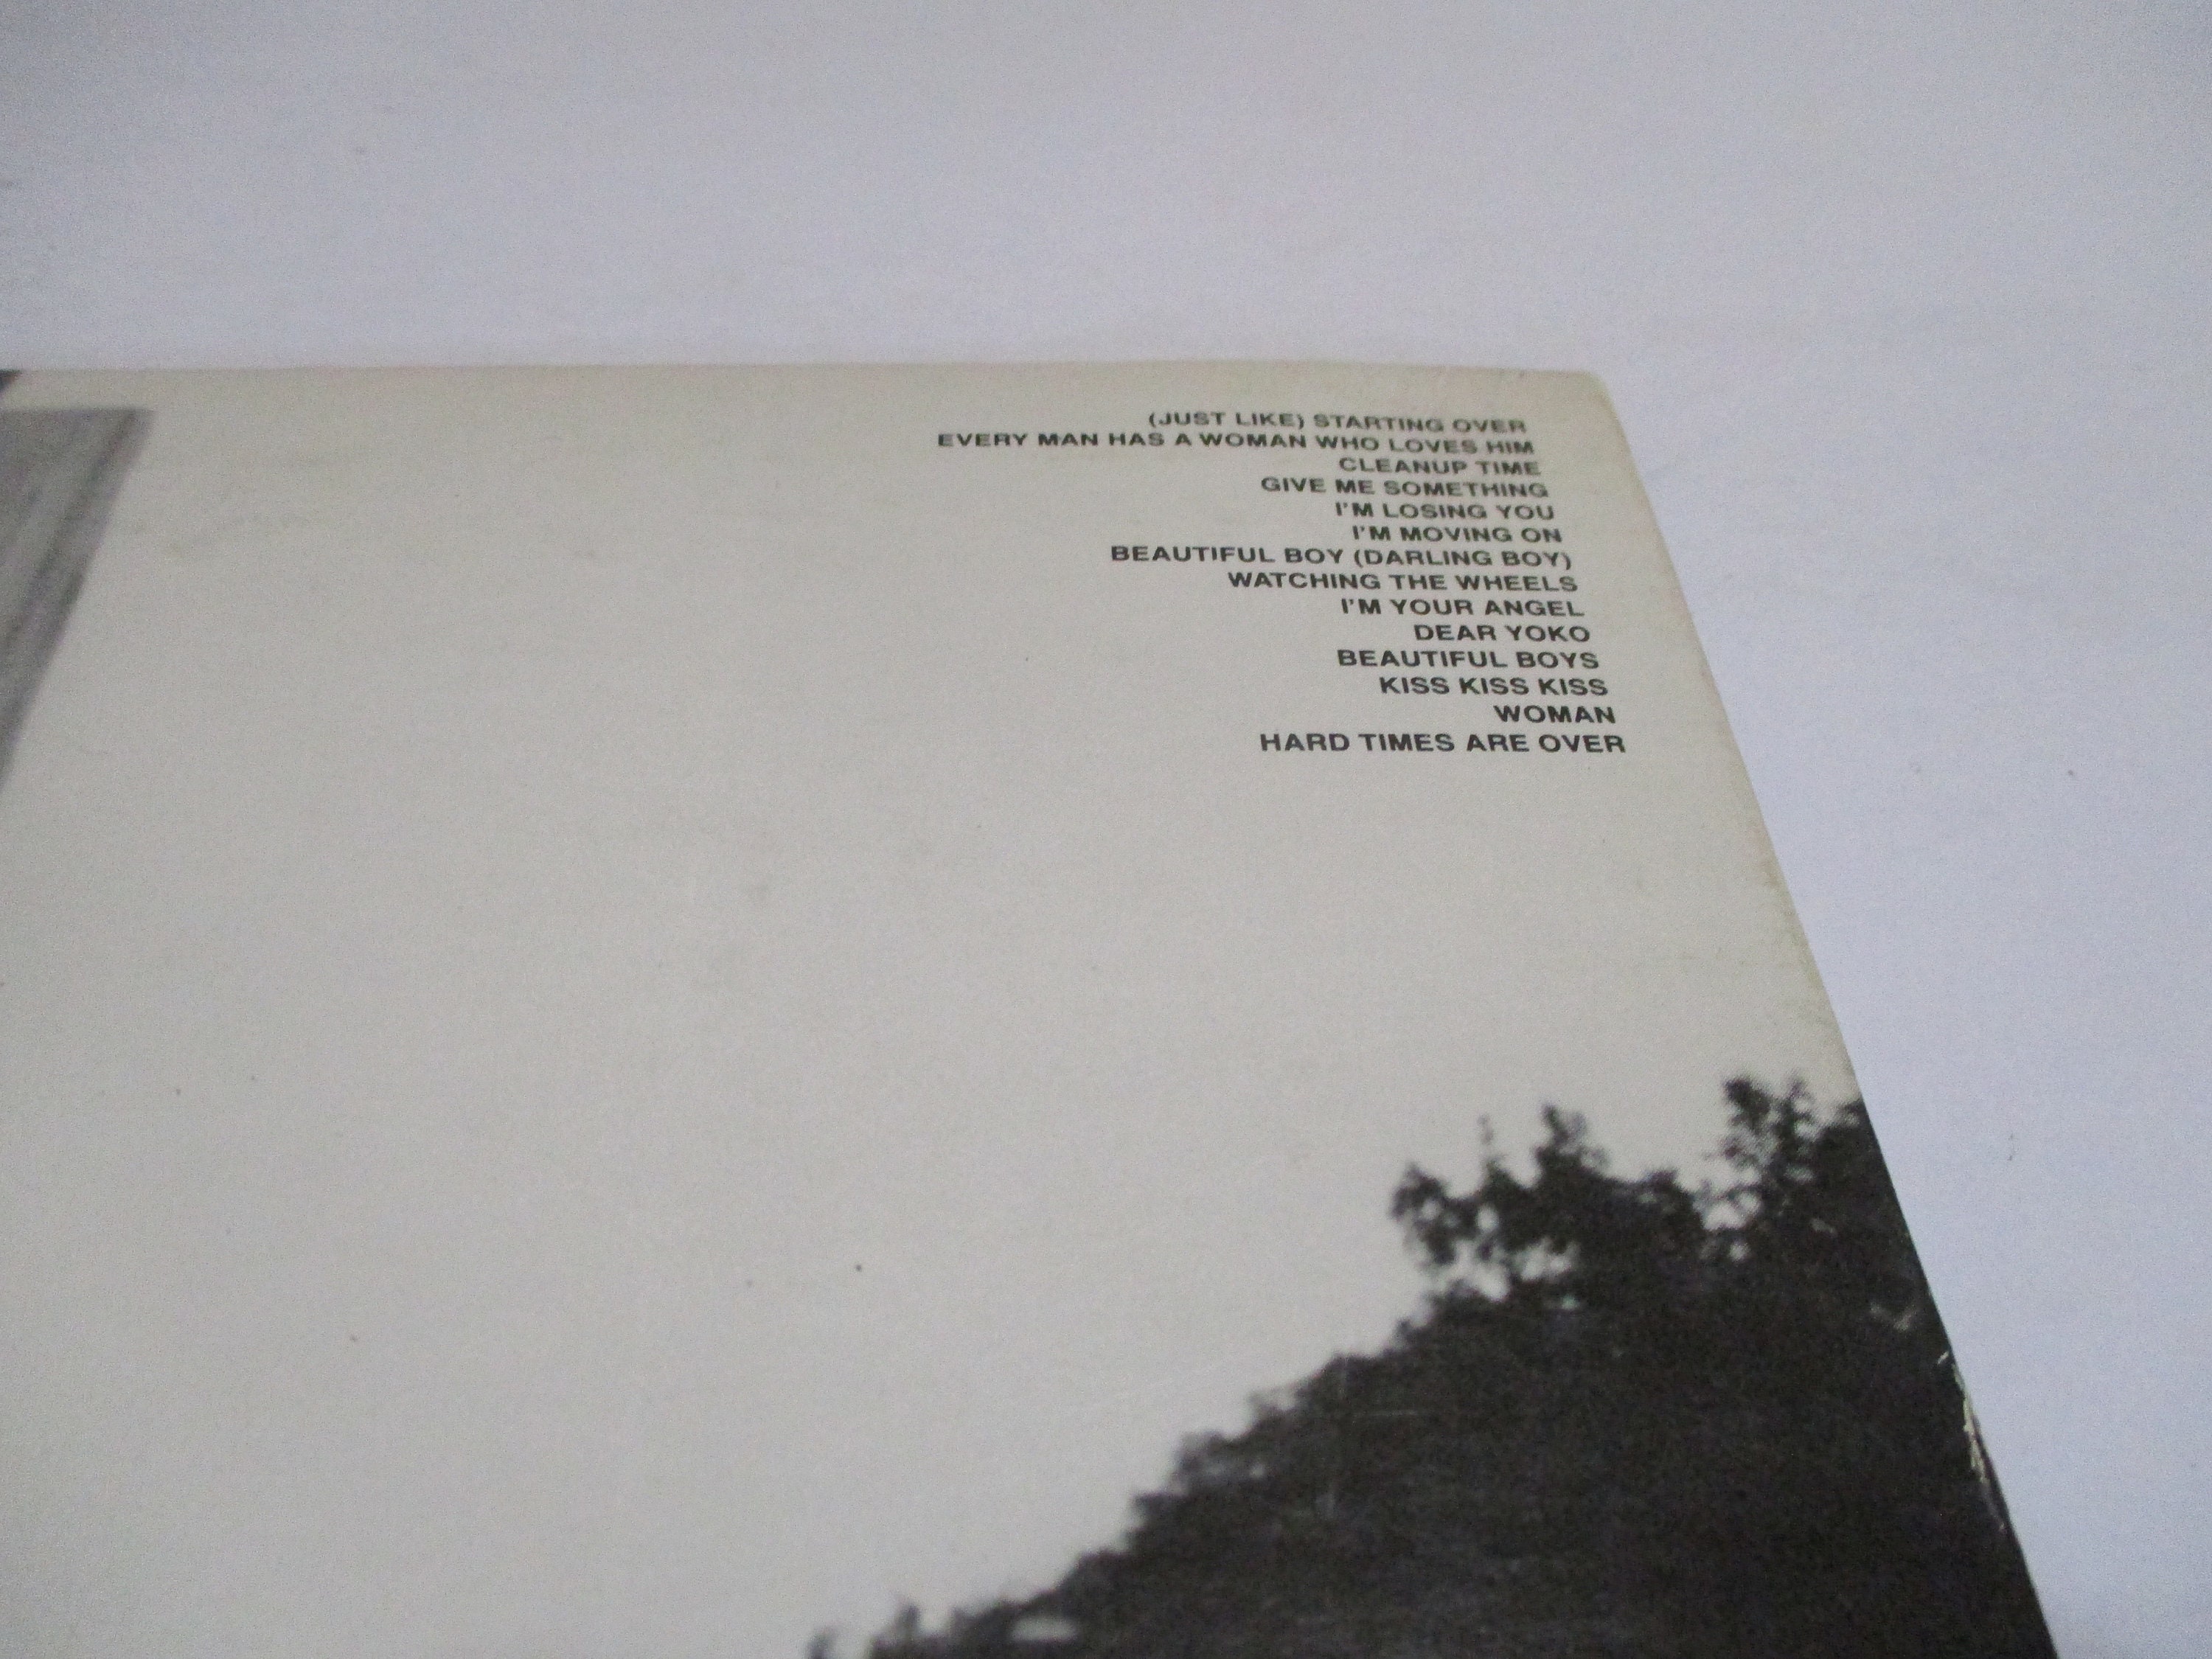 (JUST LIKE) STARTING OVER
EVERY MAN HAS A WOMAN WHO LOVES HIM
CLEANUP TIME
GIVE ME SOMETHING
I'M LOSING YOU
I'M MOVING ON
BEAUTIFUL BOY (DARLING BOY)
WATCHING THE WHEELS
I'M YOUR ANGEL
DEAR YOKO
BEAUTIFUL BOYS
KISS KISS KISS
WOMAN
HARD TIMES ARE OVER